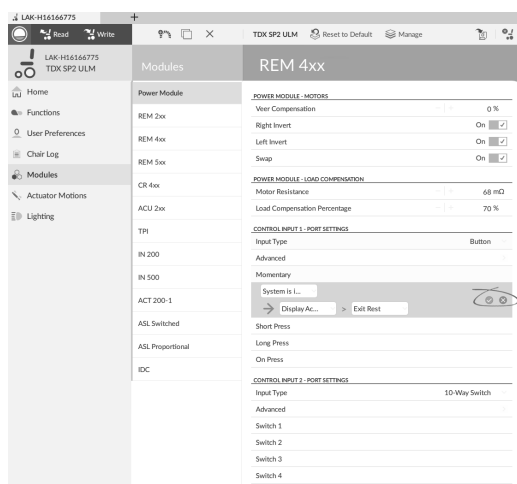 LAK-H16166775
+
Read
Write
TDX SP2 ULM
Reset to Default
Manage
LAK-H16166775
TDX SP2 ULM
Modules
REM 4xx
Home
Functions
User Preferences
Chair Log
Modules
Actuator Motions
Lighting
Power Module
REM 2xx
REM 4xx
REM 5xx
CR 4xx
ACU 2xx
TPI
IN 200
IN 500
ACT 200-1
ASL Switched
ASL Proportional
IDC
POWER MODULE - MOTORS
Veer Compensation - + 0 %
Right Invert On
Left Invert On
Swap On
POWER MODULE - LOAD COMPENSATION
Motor Resistance - + 68 mΩ
Load Compensation Percentage - + 70 %
CONTROL INPUT 1 - PORT SETTINGS
Input Type Button
Advanced
Momentary
System is i...
Display Ac... > Exit Rest
Short Press
Long Press
On Press
CONTROL INPUT 2 - PORT SETTINGS
Input Type 10-Way Switch
Advanced
Switch 1
Switch 2
Switch 3
Switch 4